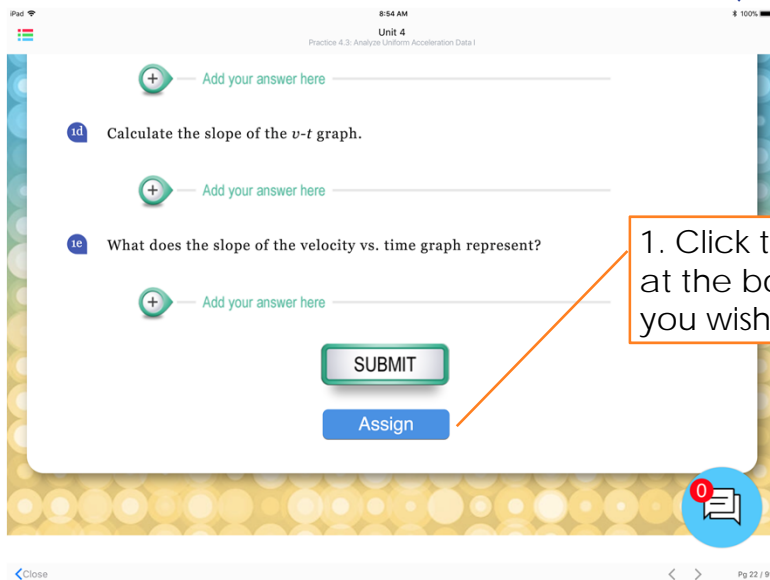 iPad 8:54 AM 100%
Unit 4
Practice 4.3: Analyze Uniform Acceleration Data I
+ Add your answer here
1d Calculate the slope of the v-t graph.
+ Add your answer here
1e What does the slope of the velocity vs. time graph represent?
+ Add your answer here
1. Click t
at the bo
you wish
SUBMIT
Assign
0
Close Pg 22 / 9